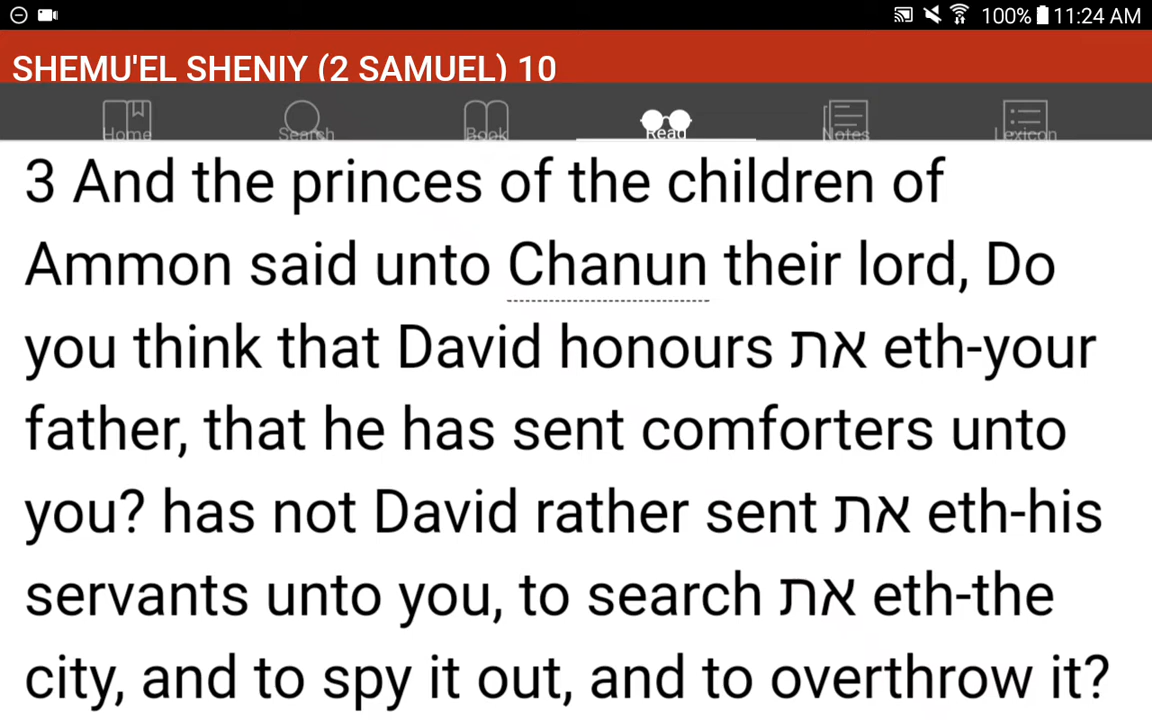 100% 11:24 AM
SHEMU'EL SHENIY (2 SAMUEL) 10
Home Search Book Read Notes Lexicon
3 And the princes of the children of
Ammon said unto Chanun their lord, Do
you think that David honours את eth-your
father, that he has sent comforters unto
you? has not David rather sent את eth-his
servants unto you, to search את eth-the
city, and to spy it out, and to overthrow it?